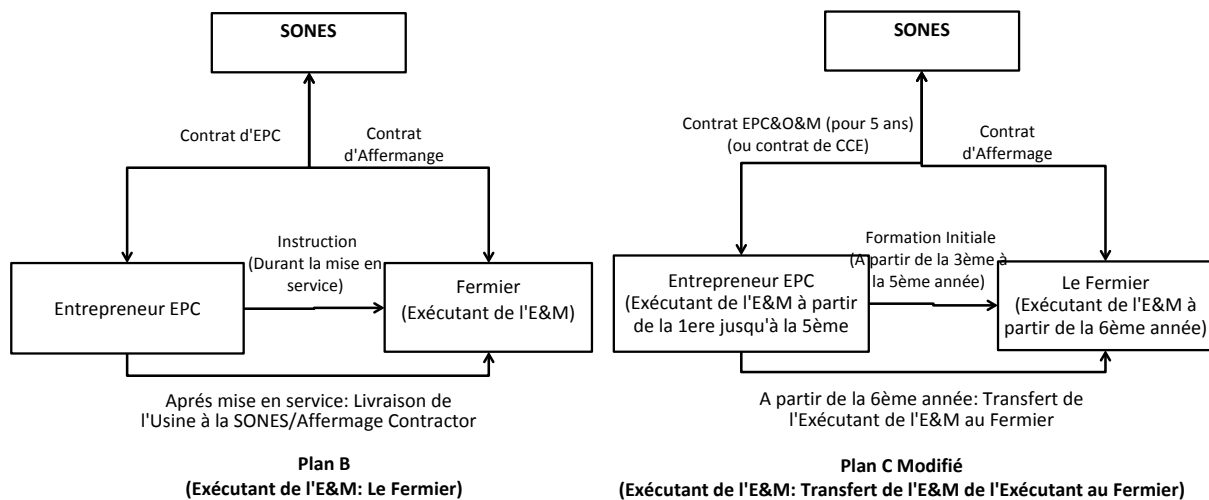 SONES
Contrat d'EPC
Contrat
d'Affermange
Instruction
(Durant la mise en
service)
Entrepreneur EPC
Fermier
(Exécutant de l'E&M)
Aprés mise en service: Livraison de
l'Usine à la SONES/Affermage Contractor
Plan B
(Exécutant de l'E&M: Le Fermier)
SONES
Contrat EPC&O&M (pour 5 ans)
(ou contrat de CCE)
Contrat
d'Affermage
Formation Initiale
(A partir de la 3ème à
la 5ème année)
Entrepreneur EPC
(Exécutant de l'E&M à partir
de la 1ere jusqu'à la 5ème
Le Fermier
(Exécutant de l'E&M à
partir de la 6ème année)
A partir de la 6ème année: Transfert de
l'Exécutant de l'E&M au Fermier
Plan C Modifié
(Exécutant de l'E&M: Transfert de l'E&M de l'Exécutant au Fermier)